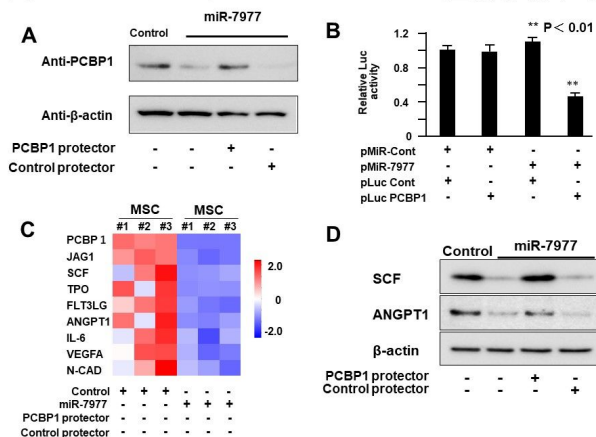 A
miR-7977
Control
Anti-PCBP1
Anti-β-actin
PCBP1 protector - - + -
Control protector - - - +
B
** P< 0.01
**
Relative Luc activity
1.2
0.8
0.4
0
pMiR-Cont + + - -
pMiR-7977 - - + +
pLuc Cont + - + -
pLuc PCBP1 - + - +
C
MSC MSC
#1 #2 #3 #1 #2 #3
PCBP 1
JAG1
SCF
TPO
FLT3LG
ANGPT1
IL-6
VEGFA
N-CAD
2.0
0
-2.0
Control + + + - - -
miR-7977 - - - + + +
PCBP1 protector - - - - - -
Control protector - - - - - -
D
Control miR-7977
SCF
ANGPT1
β-actin
PCBP1 protector - - + -
Control protector - - - +